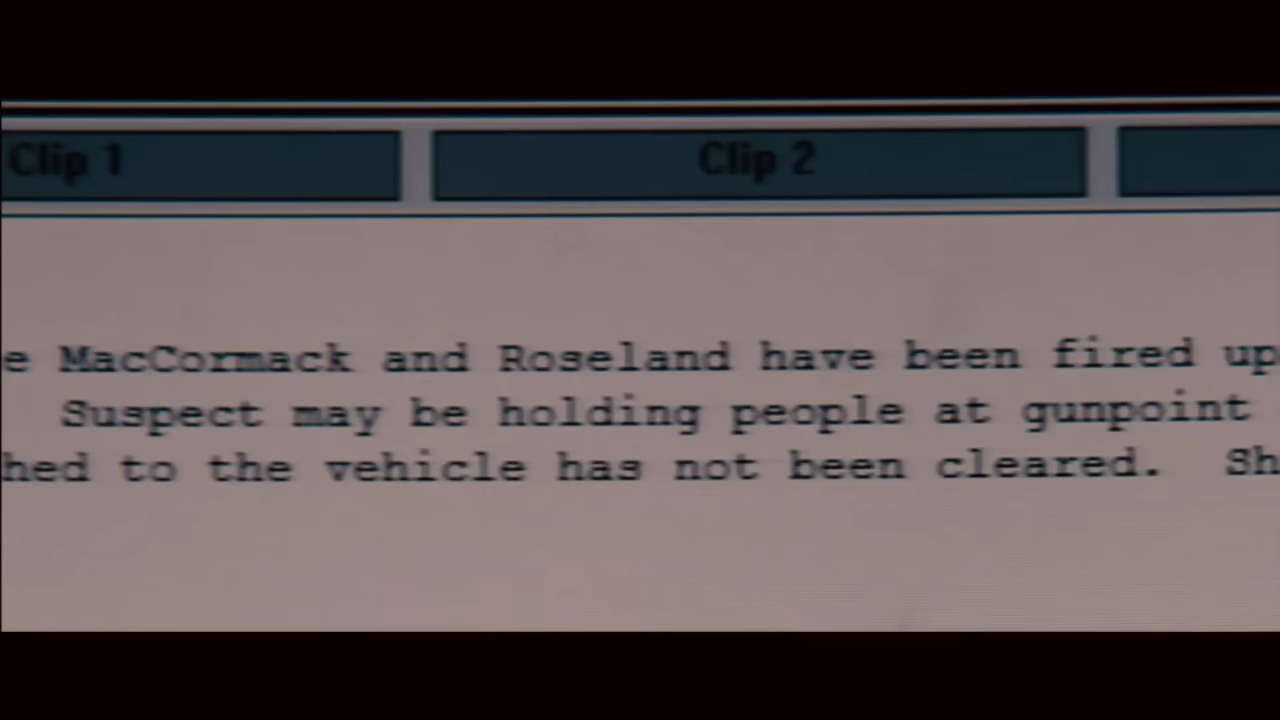 Clip 1 Clip 2
e MacCormack and Roseland have been fired up
Suspect may be holding people at gunpoint
hed to the vehicle has not been cleared. Sh